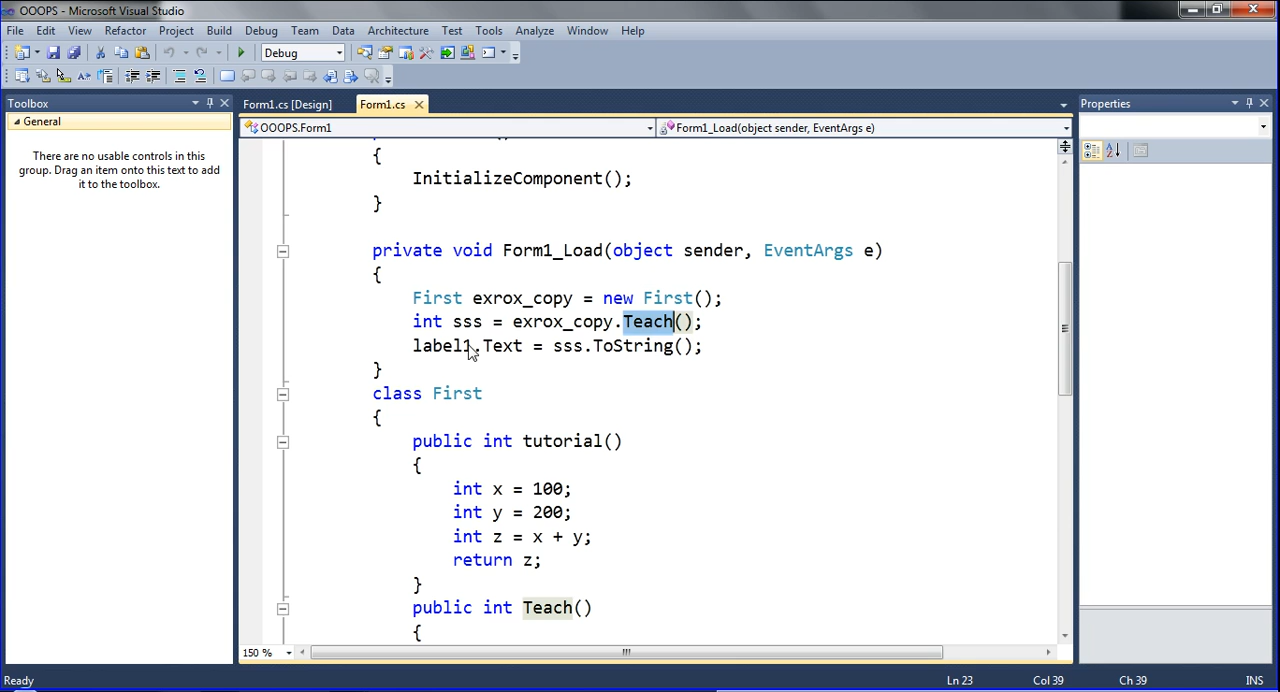 OOOPS - Microsoft Visual Studio
File Edit View Refactor Project Build Debug Team Data Architecture Test Tools Analyze Window Help
Debug
Toolbox
General
There are no usable controls in this
group. Drag an item onto this text to add
it to the toolbox.
Form1.cs [Design] Form1.cs
OOOPS.Form1 Form1_Load(object sender, EventArgs e)
{
InitializeComponent();
}
private void Form1_Load(object sender, EventArgs e)
{
First exrox_copy = new First();
int sss = exrox_copy.Teach();
label1.Text = sss.ToString();
}
class First
{
public int tutorial()
{
int x = 100;
int y = 200;
int z = x + y;
return z;
}
public int Teach()
{
150 %
Properties
Ready Ln 23 Col 39 Ch 39 INS